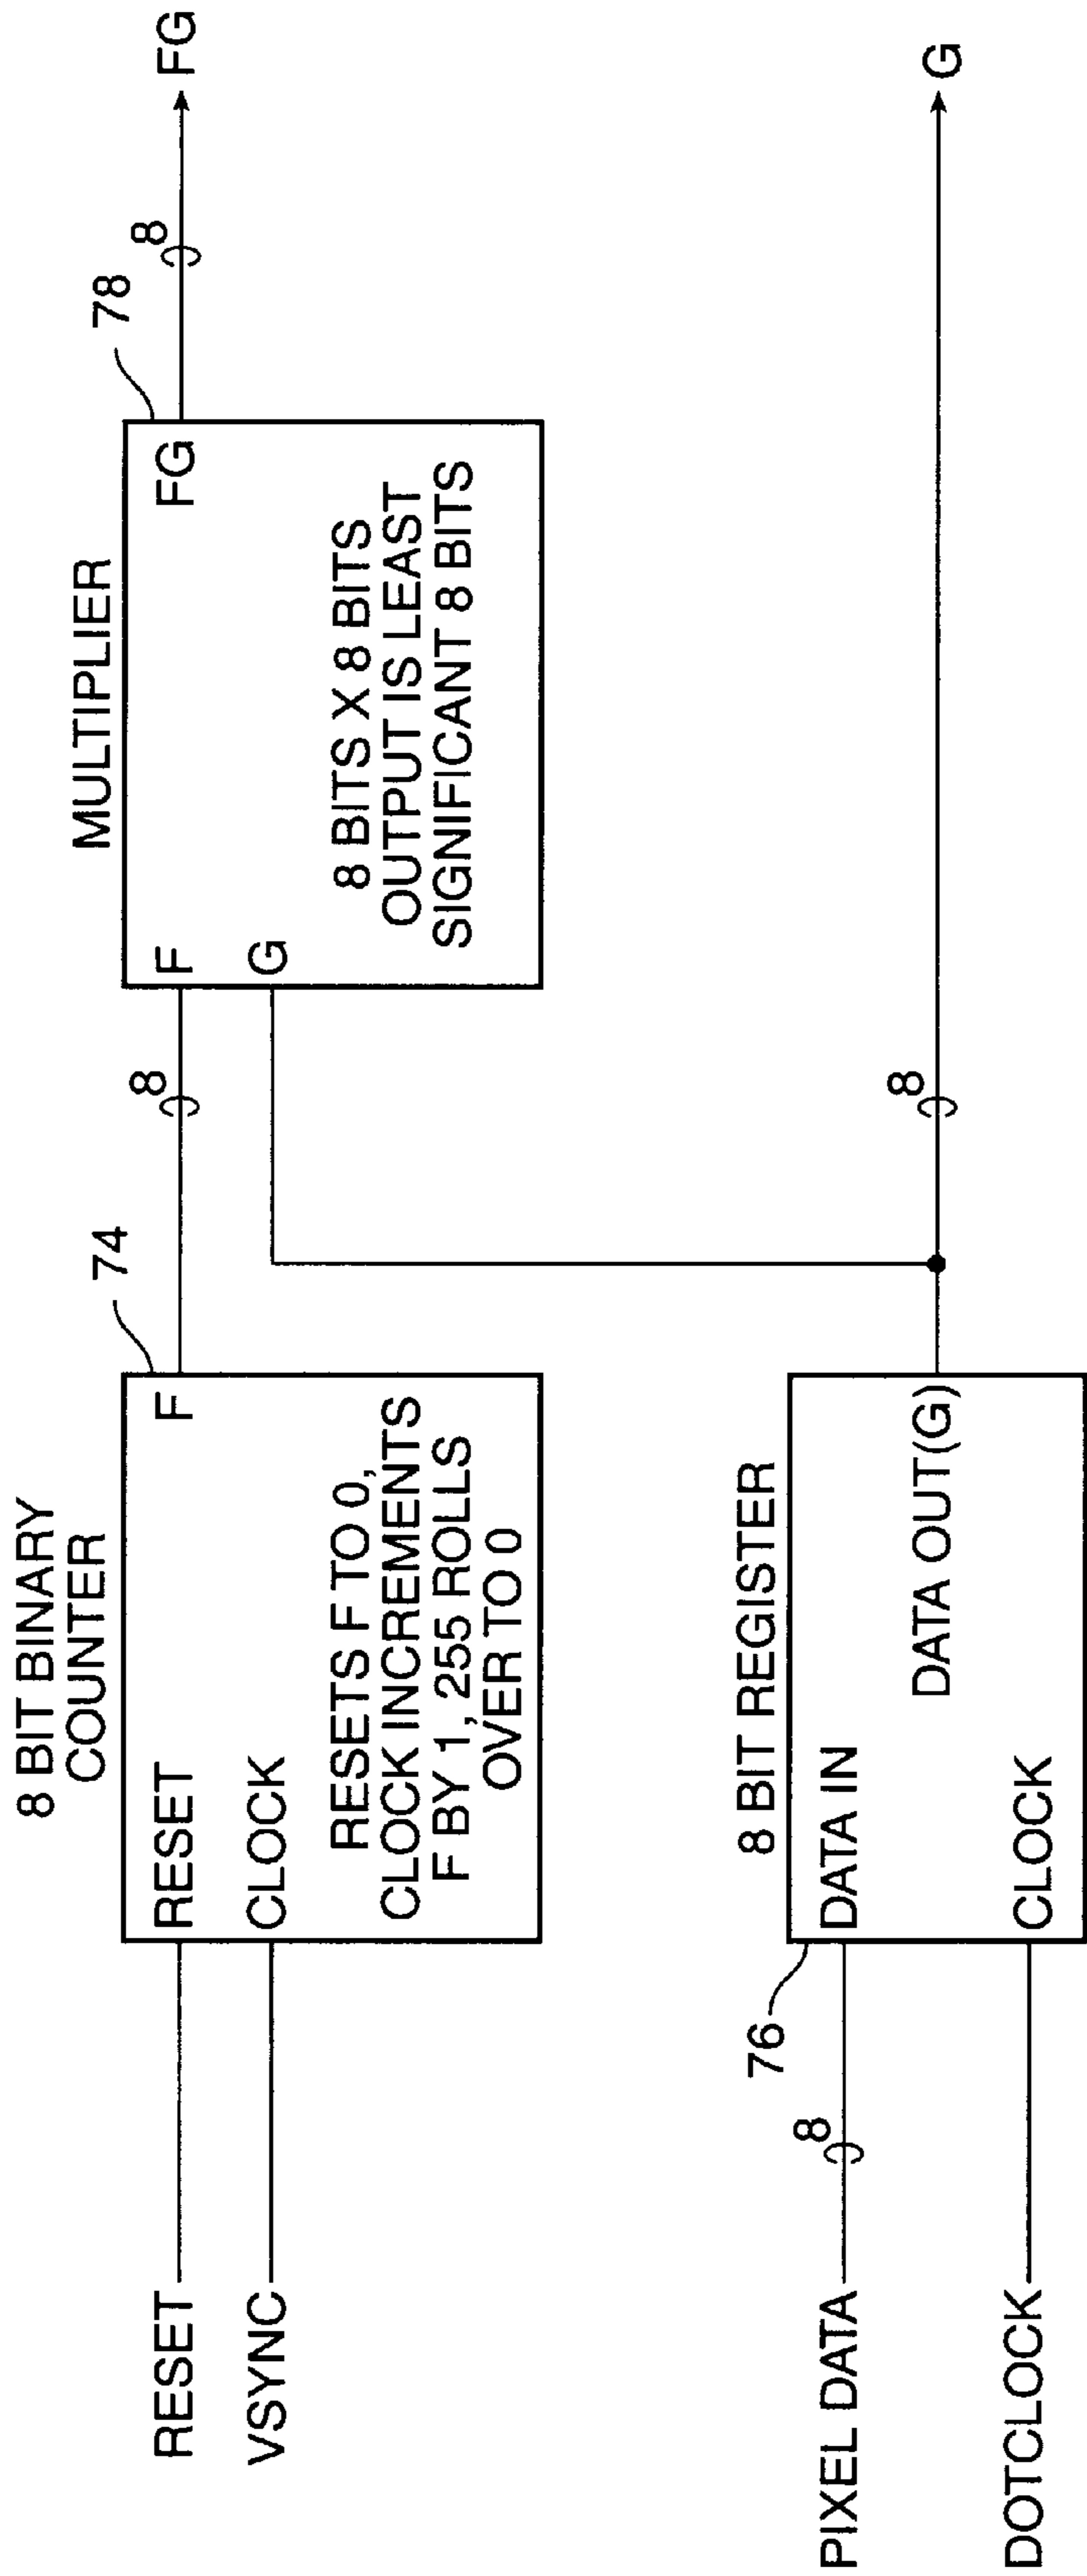 8 BIT BINARY
COUNTER
74
RESET
VSYNC
RESET
CLOCK
F
RESETS F TO 0,
CLOCK INCREMENTS
F BY 1, 255 ROLLS
OVER TO 0
8
MULTIPLIER
78
F
G
FG
8 BITS X 8 BITS
OUTPUT IS LEAST
SIGNIFICANT 8 BITS
8
FG
8 BIT REGISTER
76
PIXEL DATA
8
DOTCLOCK
DATA IN
DATA OUT(G)
CLOCK
8
G